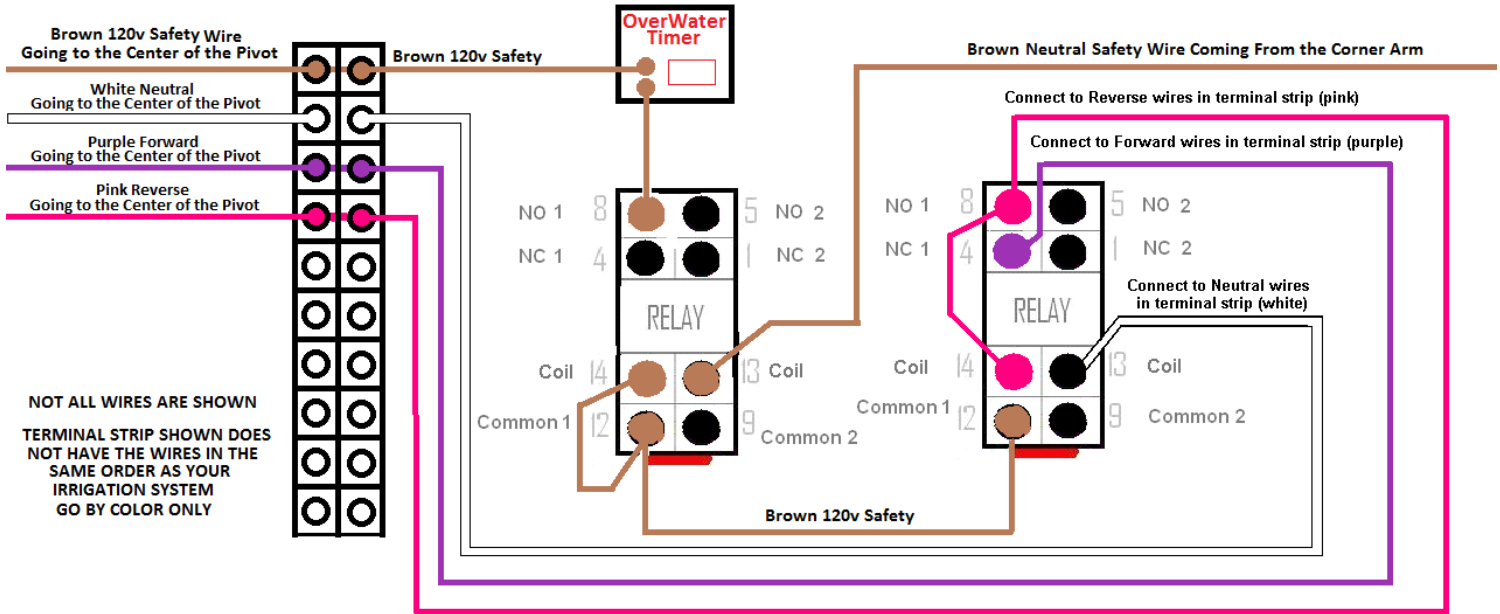 Brown 120v Safety Wire
Going to the Center of the Pivot
White Neutral
Going to the Center of the Pivot
Purple Forward
Going to the Center of the Pivot
Pink Reverse
Going to the Center of the Pivot
NOT ALL WIRES ARE SHOWN
TERMINAL STRIP SHOWN DOES
NOT HAVE THE WIRES IN THE
SAME ORDER AS YOUR
IRRIGATION SYSTEM
GO BY COLOR ONLY
Brown 120v Safety
OverWater
Timer
NO 1 8 5 NO 2
NC 1 4 1 NC 2
RELAY
Coil 14 13 Coil
Common 1 12 9 Common 2
Brown 120v Safety
Brown Neutral Safety Wire Coming From the Corner Arm
Connect to Reverse wires in terminal strip (pink)
Connect to Forward wires in terminal strip (purple)
NO 1 8 5 NO 2
NC 1 4 1 NC 2
Connect to Neutral wires
in terminal strip (white)
RELAY
Coil 14 13 Coil
Common 1 12 9 Common 2